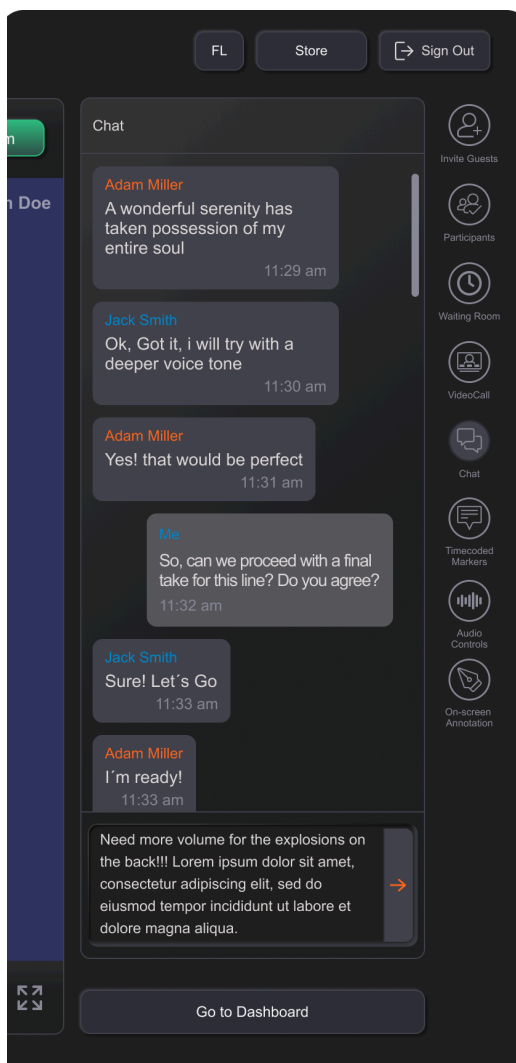 FL
Store
Sign Out
m
n Doe
Chat
Adam Miller
A wonderful serenity has
taken possession of my
entire soul
11:29 am
Jack Smith
Ok, Got it, i will try with a
deeper voice tone
11:30 am
Adam Miller
Yes! that would be perfect
11:31 am
Me
So, can we proceed with a final
take for this line? Do you agree?
11:32 am
Jack Smith
Sure! Let´s Go
11:33 am
Adam Miller
I´m ready!
11:33 am
Need more volume for the explosions on
the back!!! Lorem ipsum dolor sit amet,
consectetur adipiscing elit, sed do
eiusmod tempor incididunt ut labore et
dolore magna aliqua.
Go to Dashboard
Invite Guests
Participants
Waiting Room
VideoCall
Chat
Timecoded
Markers
Audio
Controls
On-screen
Annotation